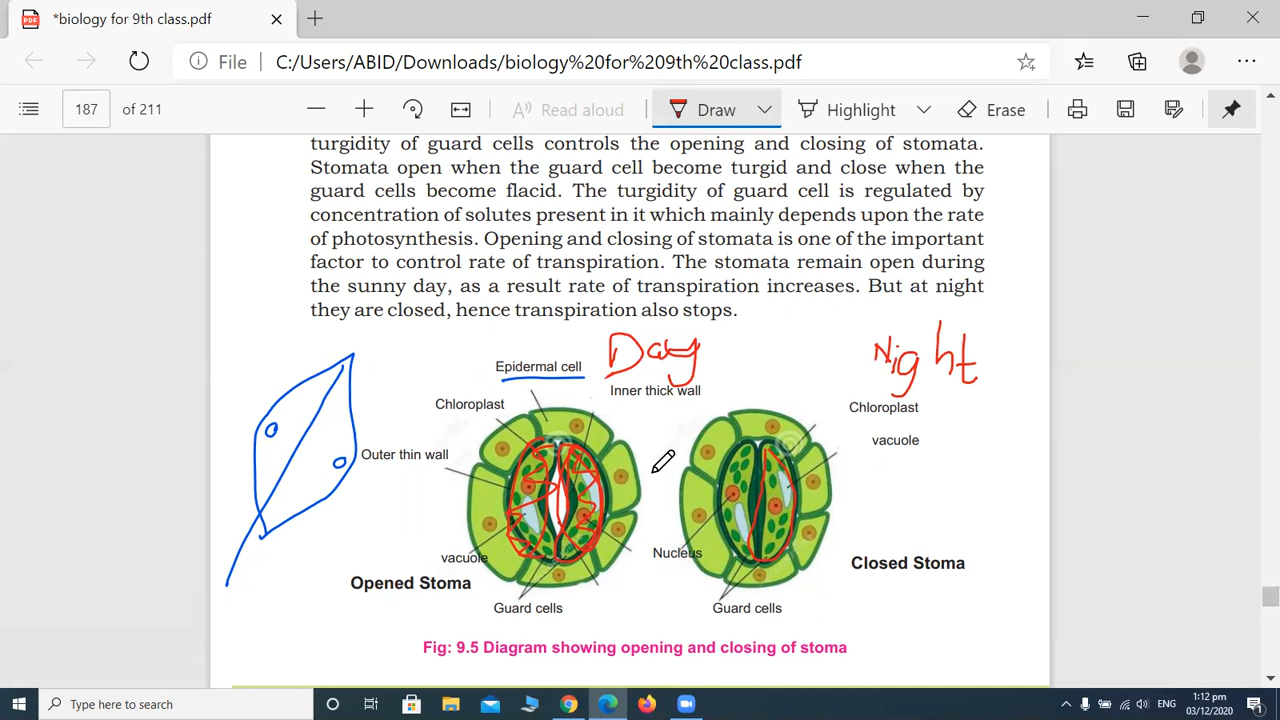 *biology for 9th class.pdf
File C:/Users/ABID/Downloads/biology%20for%209th%20class.pdf
187 of 211 Read aloud Draw Highlight Erase
turgidity of guard cells controls the opening and closing of stomata.
Stomata open when the guard cell become turgid and close when the
guard cells become flacid. The turgidity of guard cell is regulated by
concentration of solutes present in it which mainly depends upon the rate
of photosynthesis. Opening and closing of stomata is one of the important
factor to control rate of transpiration. The stomata remain open during
the sunny day, as a result rate of transpiration increases. But at night
they are closed, hence transpiration also stops.
Day Night
Epidermal cell
Inner thick wall
Chloroplast Chloroplast
vacuole
Outer thin wall
vacuole Nucleus
Opened Stoma Closed Stoma
Guard cells Guard cells
Fig: 9.5 Diagram showing opening and closing of stoma
Type here to search
ENG
1:12 pm
03/12/2020